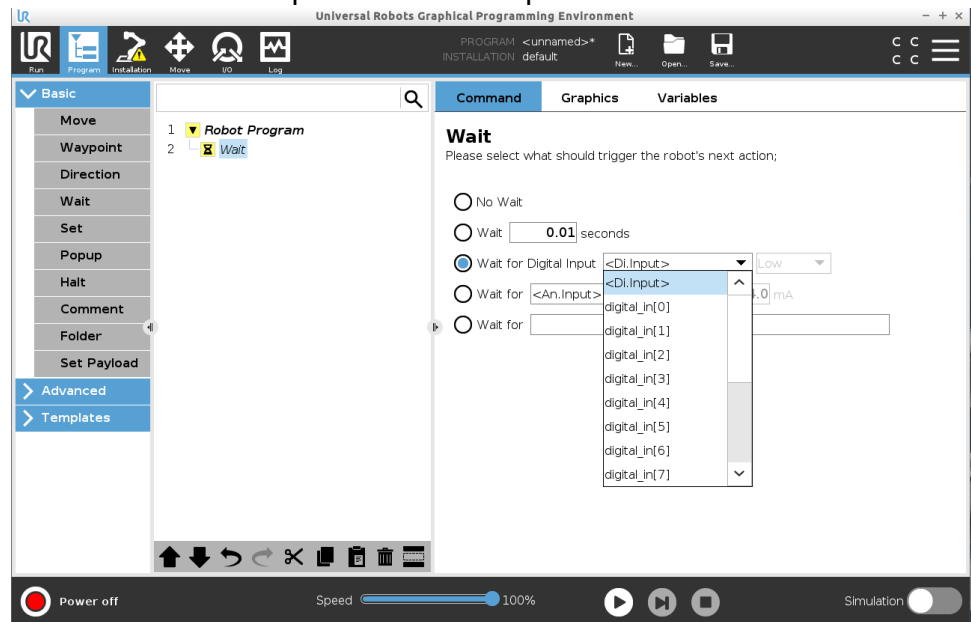 Universal Robots Graphical Programming Environment
PROGRAM <unnamed>*
INSTALLATION default
Run Program Installation Move I/O Log New... Open... Save...
C C
C C
Basic
Move
Waypoint
Direction
Wait
Set
Popup
Halt
Comment
Folder
Set Payload
Advanced
Templates
1 Robot Program
2 Wait
Command Graphics Variables
Wait
Please select what should trigger the robot's next action;
No Wait
Wait 0.01 seconds
Wait for Digital Input <Di.Input> Low
Wait for <An.Input> .0 mA
Wait for
<Di.Input>
digital_in[0]
digital_in[1]
digital_in[2]
digital_in[3]
digital_in[4]
digital_in[5]
digital_in[6]
digital_in[7]
Power off Speed 100% Simulation